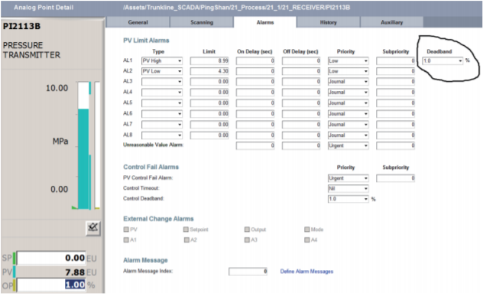 Analog Point Detail
/Assets/Trunkline_SCADA/PingShan/21_Process/21_1/21_RECEIVER/PI2113B
PI2113B
General Scanning Alarms History Auxiliary
PRESSURE
TRANSMITTER
PV Limit Alarms
Type Limit On Delay (sec) Off Delay (sec) Priority Subpriority Deadband
AL1 PV High 8.99 0 0 Low 0 1.0 %
AL2 PV Low 4.30 0 0 Low 0
AL3 0.00 0 0 Journal 0
AL4 0.00 0 0 Journal 0
AL5 0.00 0 0 Journal 0
AL6 0.00 0 0 Journal 0
AL7 0.00 0 0 Journal 0
AL8 0.00 0 0 Journal 0
Unreasonable Value Alarm: 0 0 Urgent 0
10.00
MPa
0.00
Control Fail Alarms Priority Subpriority
PV Control Fail Alarm: Urgent 0
Control Timeout: Nil
Control Deadband: 1.0 %
External Change Alarms
PV Setpoint Output Mode
A1 A2 A3 A4
Alarm Message
Alarm Message Index: 0 Define Alarm Messages
SP 0.00 EU
PV 7.88 EU
OP 1.00 %